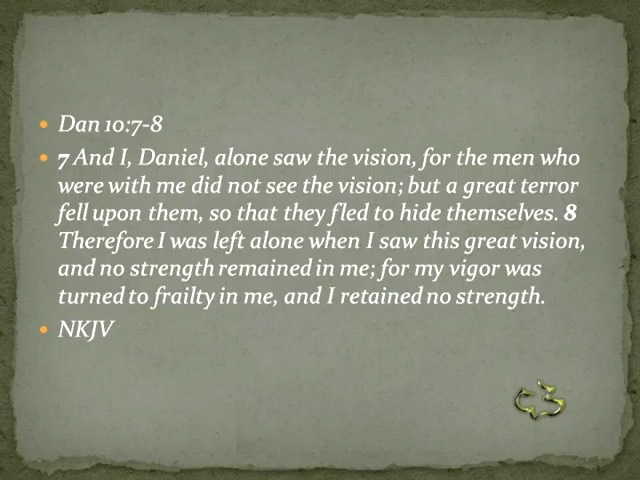 • Dan 10:7-8
• 7 And I, Daniel, alone saw the vision, for the men who
were with me did not see the vision; but a great terror
fell upon them, so that they fled to hide themselves. 8
Therefore I was left alone when I saw this great vision,
and no strength remained in me; for my vigor was
turned to frailty in me, and I retained no strength.
• NKJV